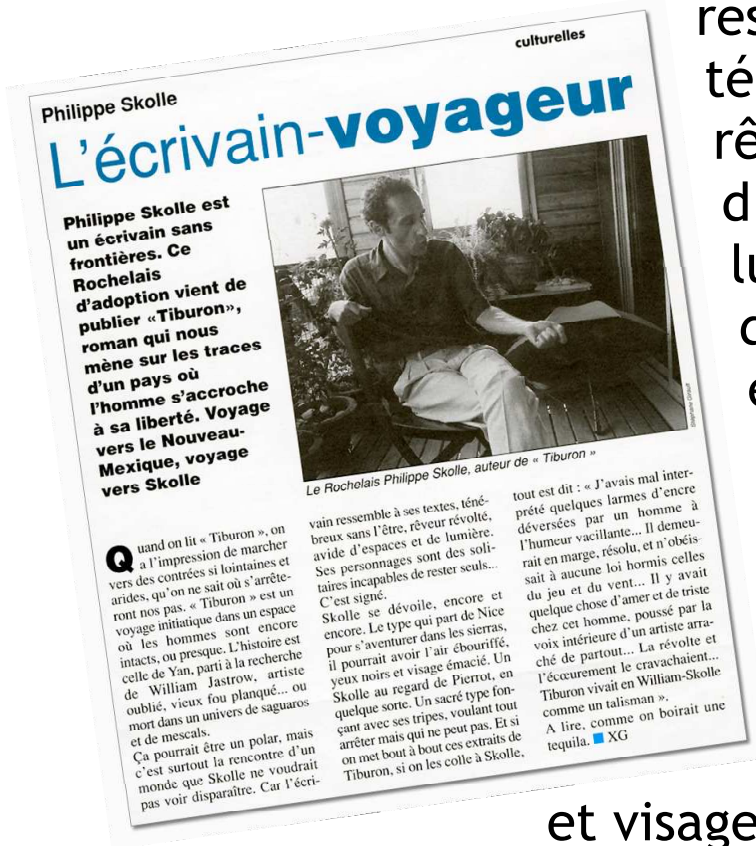 culturelles
Philippe Skolle
L'écrivain-voyageur
Philippe Skolle est
un écrivain sans
frontières. Ce
Rochelais
d'adoption vient de
publier «Tiburon»,
roman qui nous
mène sur les traces
d'un pays où
l'homme s'accroche
à sa liberté. Voyage
vers le Nouveau-
Mexique, voyage
vers Skolle
Stéphane Girault
Le Rochelais Philippe Skolle, auteur de « Tiburon »
Quand on lit « Tiburon », on
a l'impression de marcher
vers des contrées si lointaines et
arides, qu'on ne sait où s'arrête-
ront nos pas. « Tiburon » est un
voyage initiatique dans un espace
où les hommes sont encore
intacts, ou presque. L'histoire est
celle de Yan, parti à la recherche
de William Jastrow, artiste
oublié, vieux fou planqué... ou
mort dans un univers de saguaros
et de mescals.
Ça pourrait être un polar, mais
c'est surtout la rencontre d'un
monde que Skolle ne voudrait
pas voir disparaître. Car l'écri-
vain ressemble à ses textes, téné-
breux sans l'être, rêveur révolté,
avide d'espaces et de lumière.
Ses personnages sont des soli-
taires incapables de rester seuls...
C'est signé.
Skolle se dévoile, encore et
encore. Le type qui part de Nice
pour s'aventurer dans les sierras,
il pourrait avoir l'air ébouriffé,
yeux noirs et visage émacié. Un
Skolle au regard de Pierrot, en
quelque sorte. Un sacré type fon-
çant avec ses tripes, voulant tout
arrêter mais qui ne peut pas. Et si
on met bout à bout ces extraits de
Tiburon, si on les colle à Skolle,
tout est dit : « J'avais mal inter-
prété quelques larmes d'encre
déversées par un homme à
l'humeur vacillante... Il demeu-
rait en marge, résolu, et n'obéis-
sait à aucune loi hormis celles
du jeu et du vent... Il y avait
quelque chose d'amer et de triste
chez cet homme, poussé par la
voix intérieure d'un artiste arra-
ché de partout... La révolte et
l'écœurement le cravachaient...
Tiburon vivait en William-Skolle
comme un talisman ».
A lire, comme on boirait une
tequila. XG
res
té
rê
d
lu
et visage